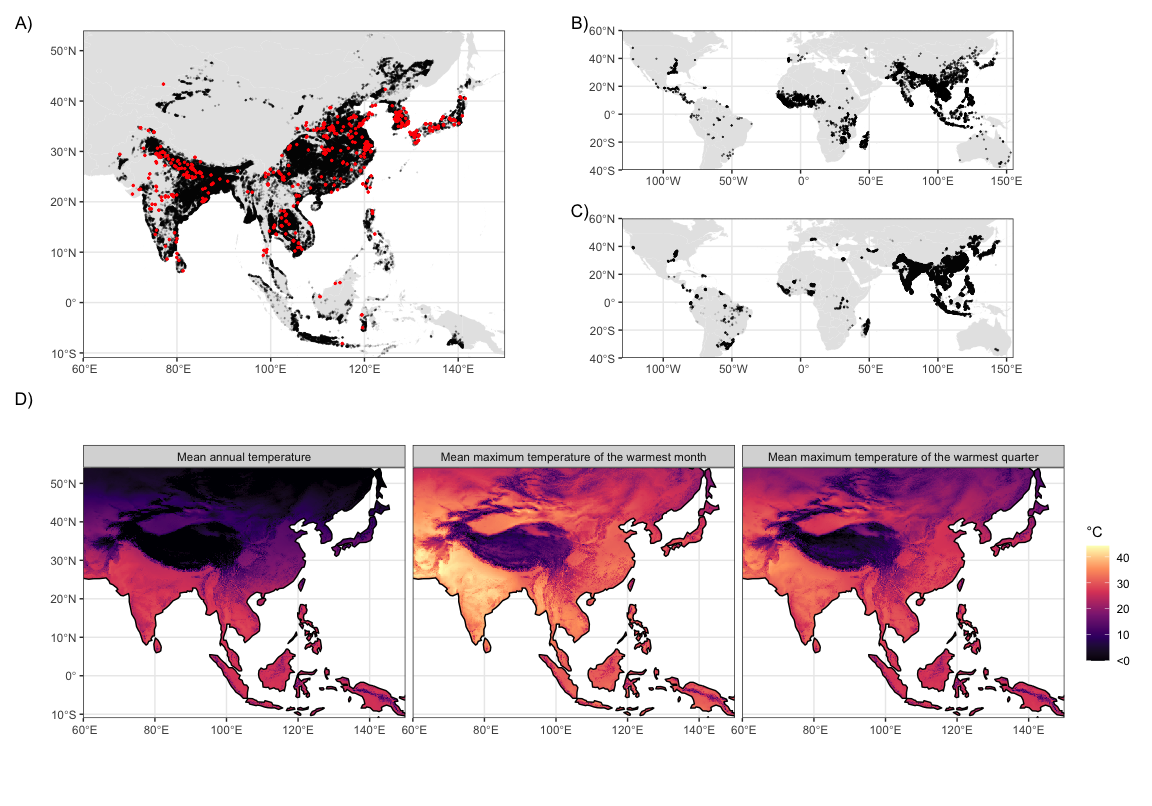 A)
50°N
40°N
30°N
20°N
10°N
0°
10°S
60°E 80°E 100°E 120°E 140°E
B)
60°N
40°N
20°N
0°
20°S
40°S
100°W 50°W 0° 50°E 100°E 150°E
C)
60°N
40°N
20°N
0°
20°S
40°S
100°W 50°W 0° 50°E 100°E 150°E
D)
Mean annual temperature Mean maximum temperature of the warmest month Mean maximum temperature of the warmest quarter
50°N
40°N
30°N
20°N
10°N
0°
10°S
60°E 80°E 100°E 120°E 140°E 60°E 80°E 100°E 120°E 140°E 60°E 80°E 100°E 120°E 140°E
°C
40
30
20
10
<0